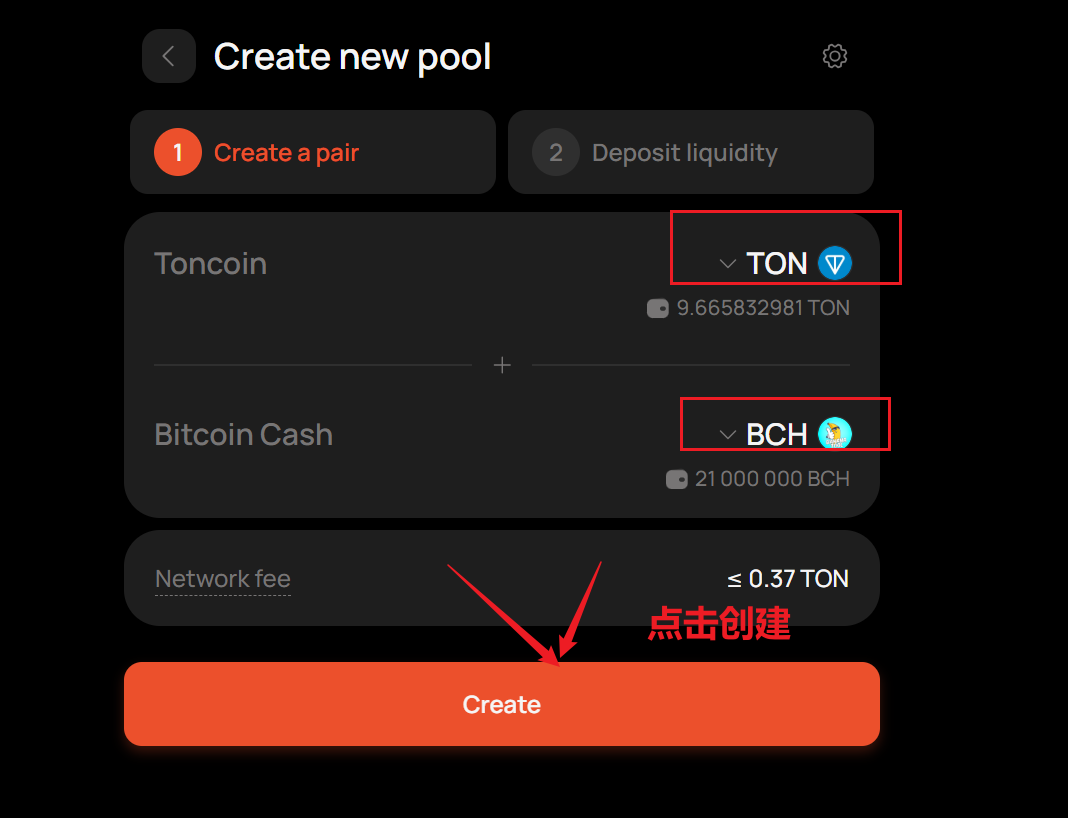 Create new pool
1 Create a pair
2 Deposit liquidity
Toncoin TON
9.665832981 TON
Bitcoin Cash BCH
21 000 000 BCH
Network fee ≤ 0.37 TON
点击创建
Create